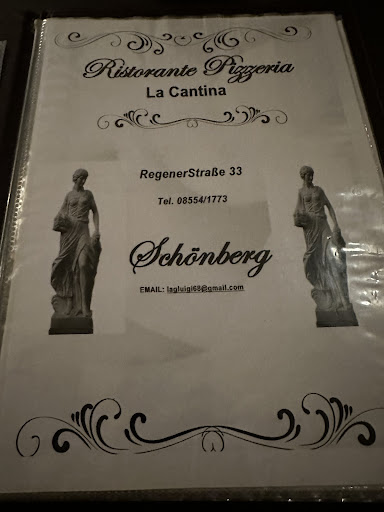 Ristorante Pizzeria
La Cantina
RegenerStraße 33
Tel. 08554/1773
Schönberg
EMAIL: lagluigi68@gmail.com